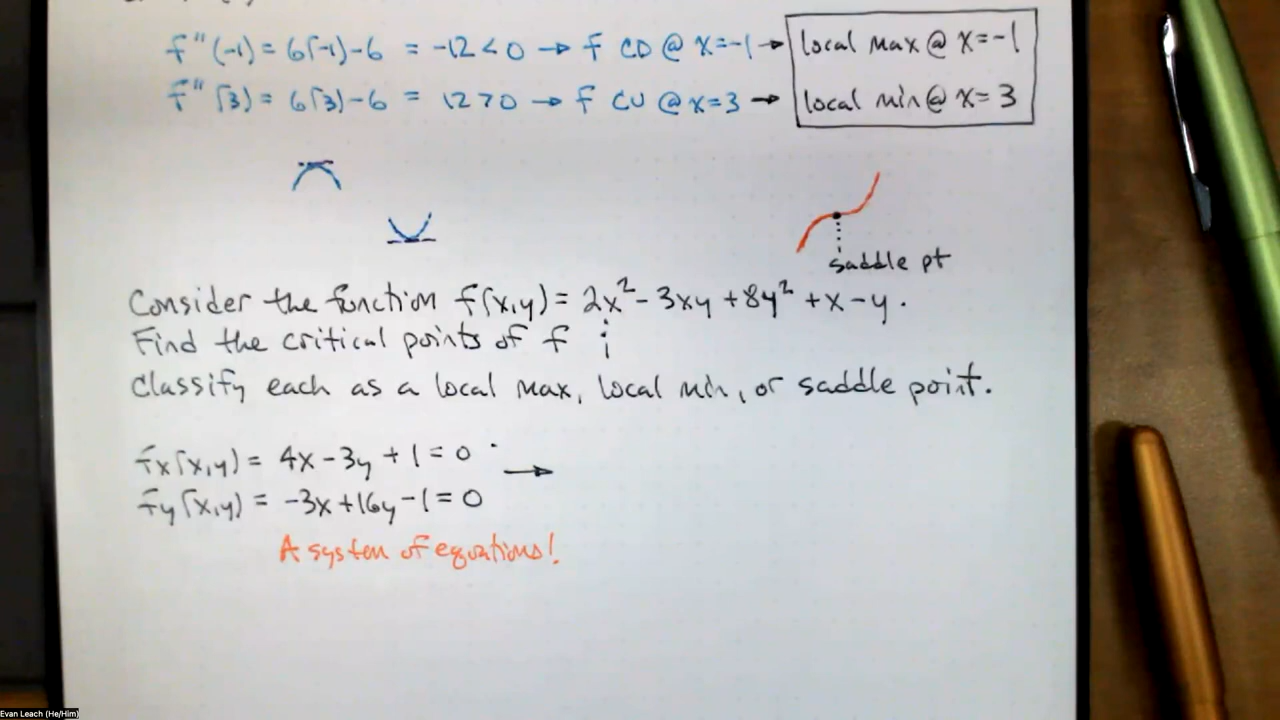 f''(-1) = 6(-1)-6 = -12 < 0 → f CD @ x=-1 → local max @ x=-1
f''(3) = 6(3)-6 = 12 > 0 → f CU @ x=3 → local min @ x=3
saddle pt
Consider the function f(x,y) = 2x² - 3xy + 8y² + x - y.
Find the critical points of f ;
Classify each as a local max, local min, or saddle point.
fx(x,y) = 4x - 3y + 1 = 0 →
fy(x,y) = -3x + 16y - 1 = 0
A system of equations!
Evan Leach (He/Him)